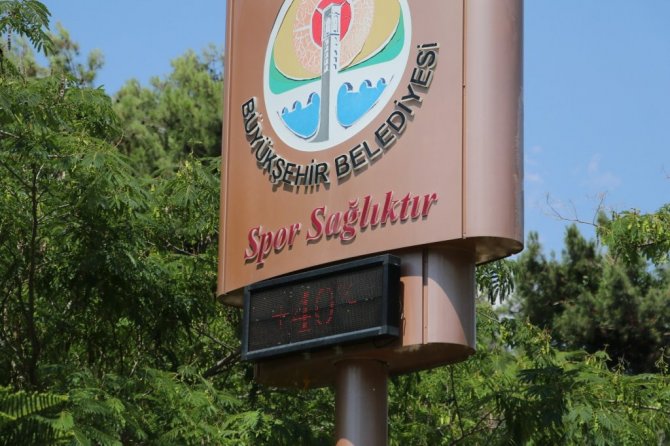 BÜYÜKŞEHİR BELEDİYESİ
Spor Sağlıktır
+40°